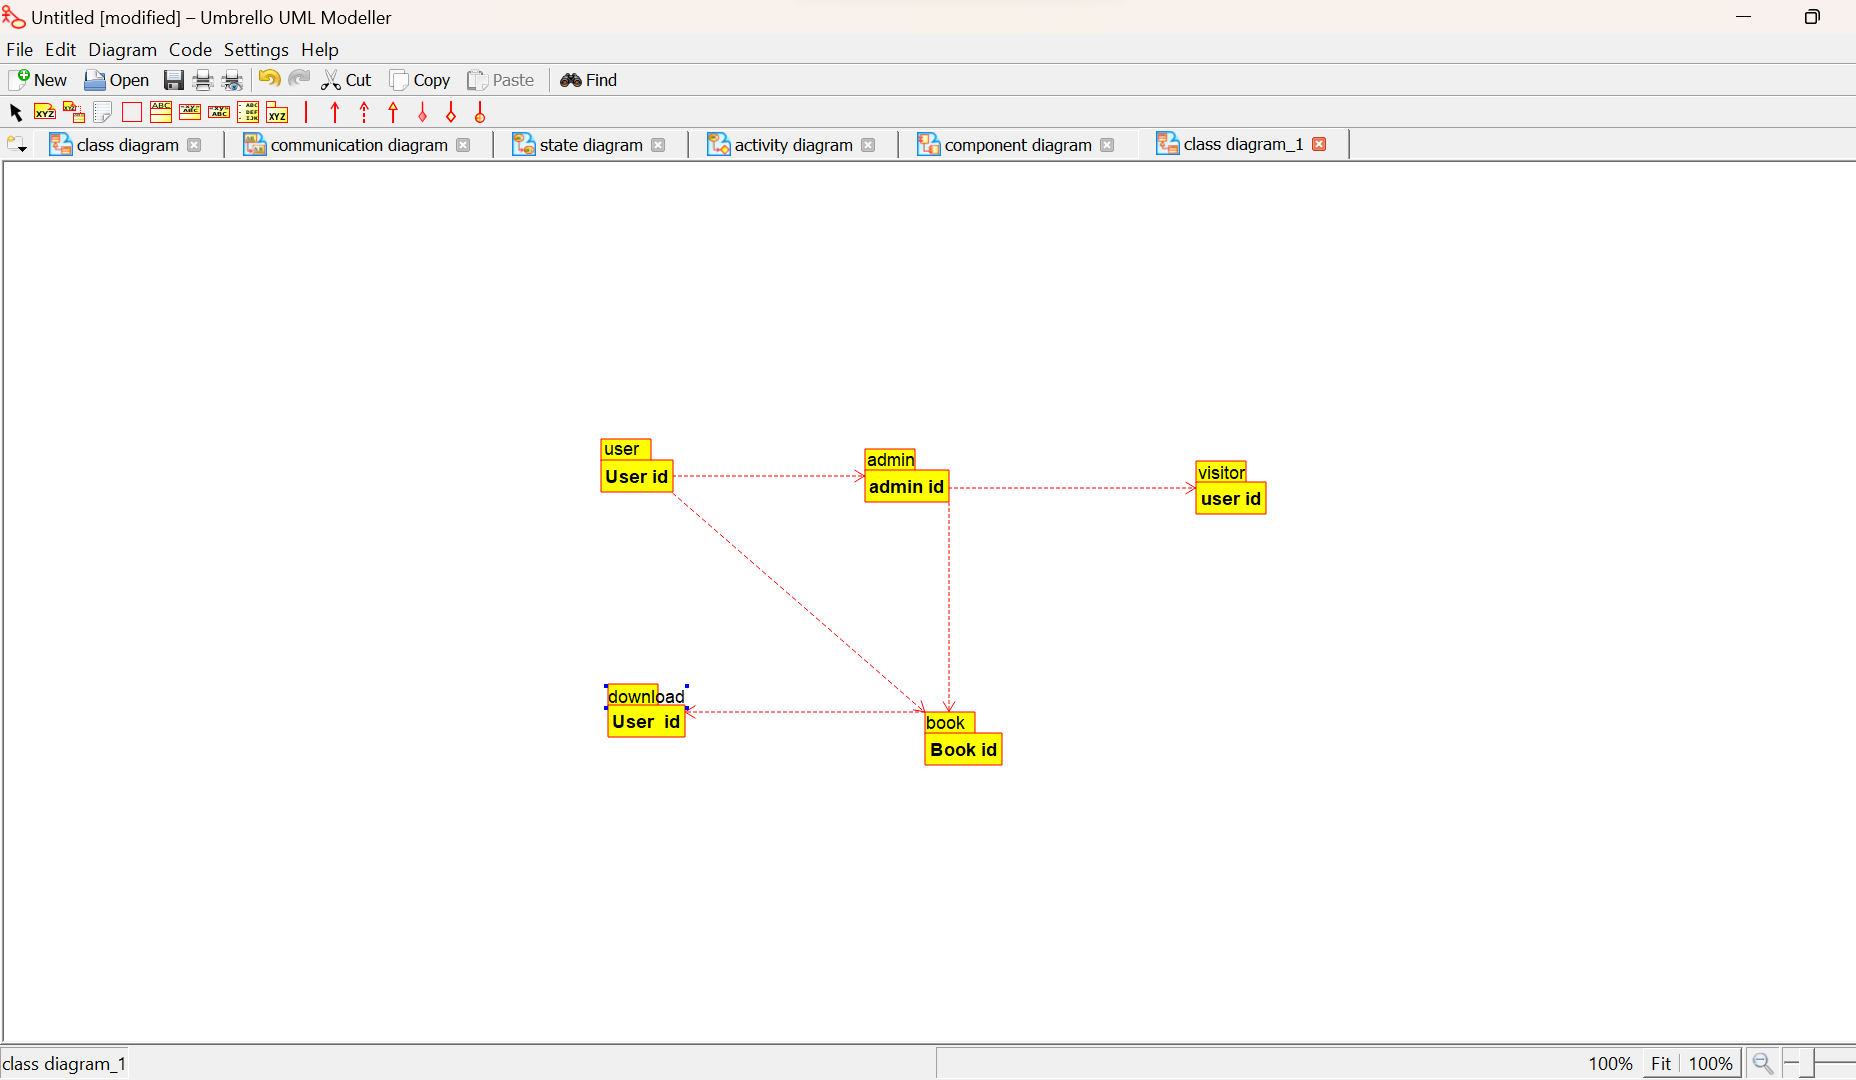 Untitled [modified] – Umbrello UML Modeller
File Edit Diagram Code Settings Help
New Open Cut Copy Paste Find
class diagram communication diagram state diagram activity diagram component diagram class diagram_1
user
User id
admin
admin id
visitor
user id
download
User id
book
Book id
class diagram_1 100% Fit 100%